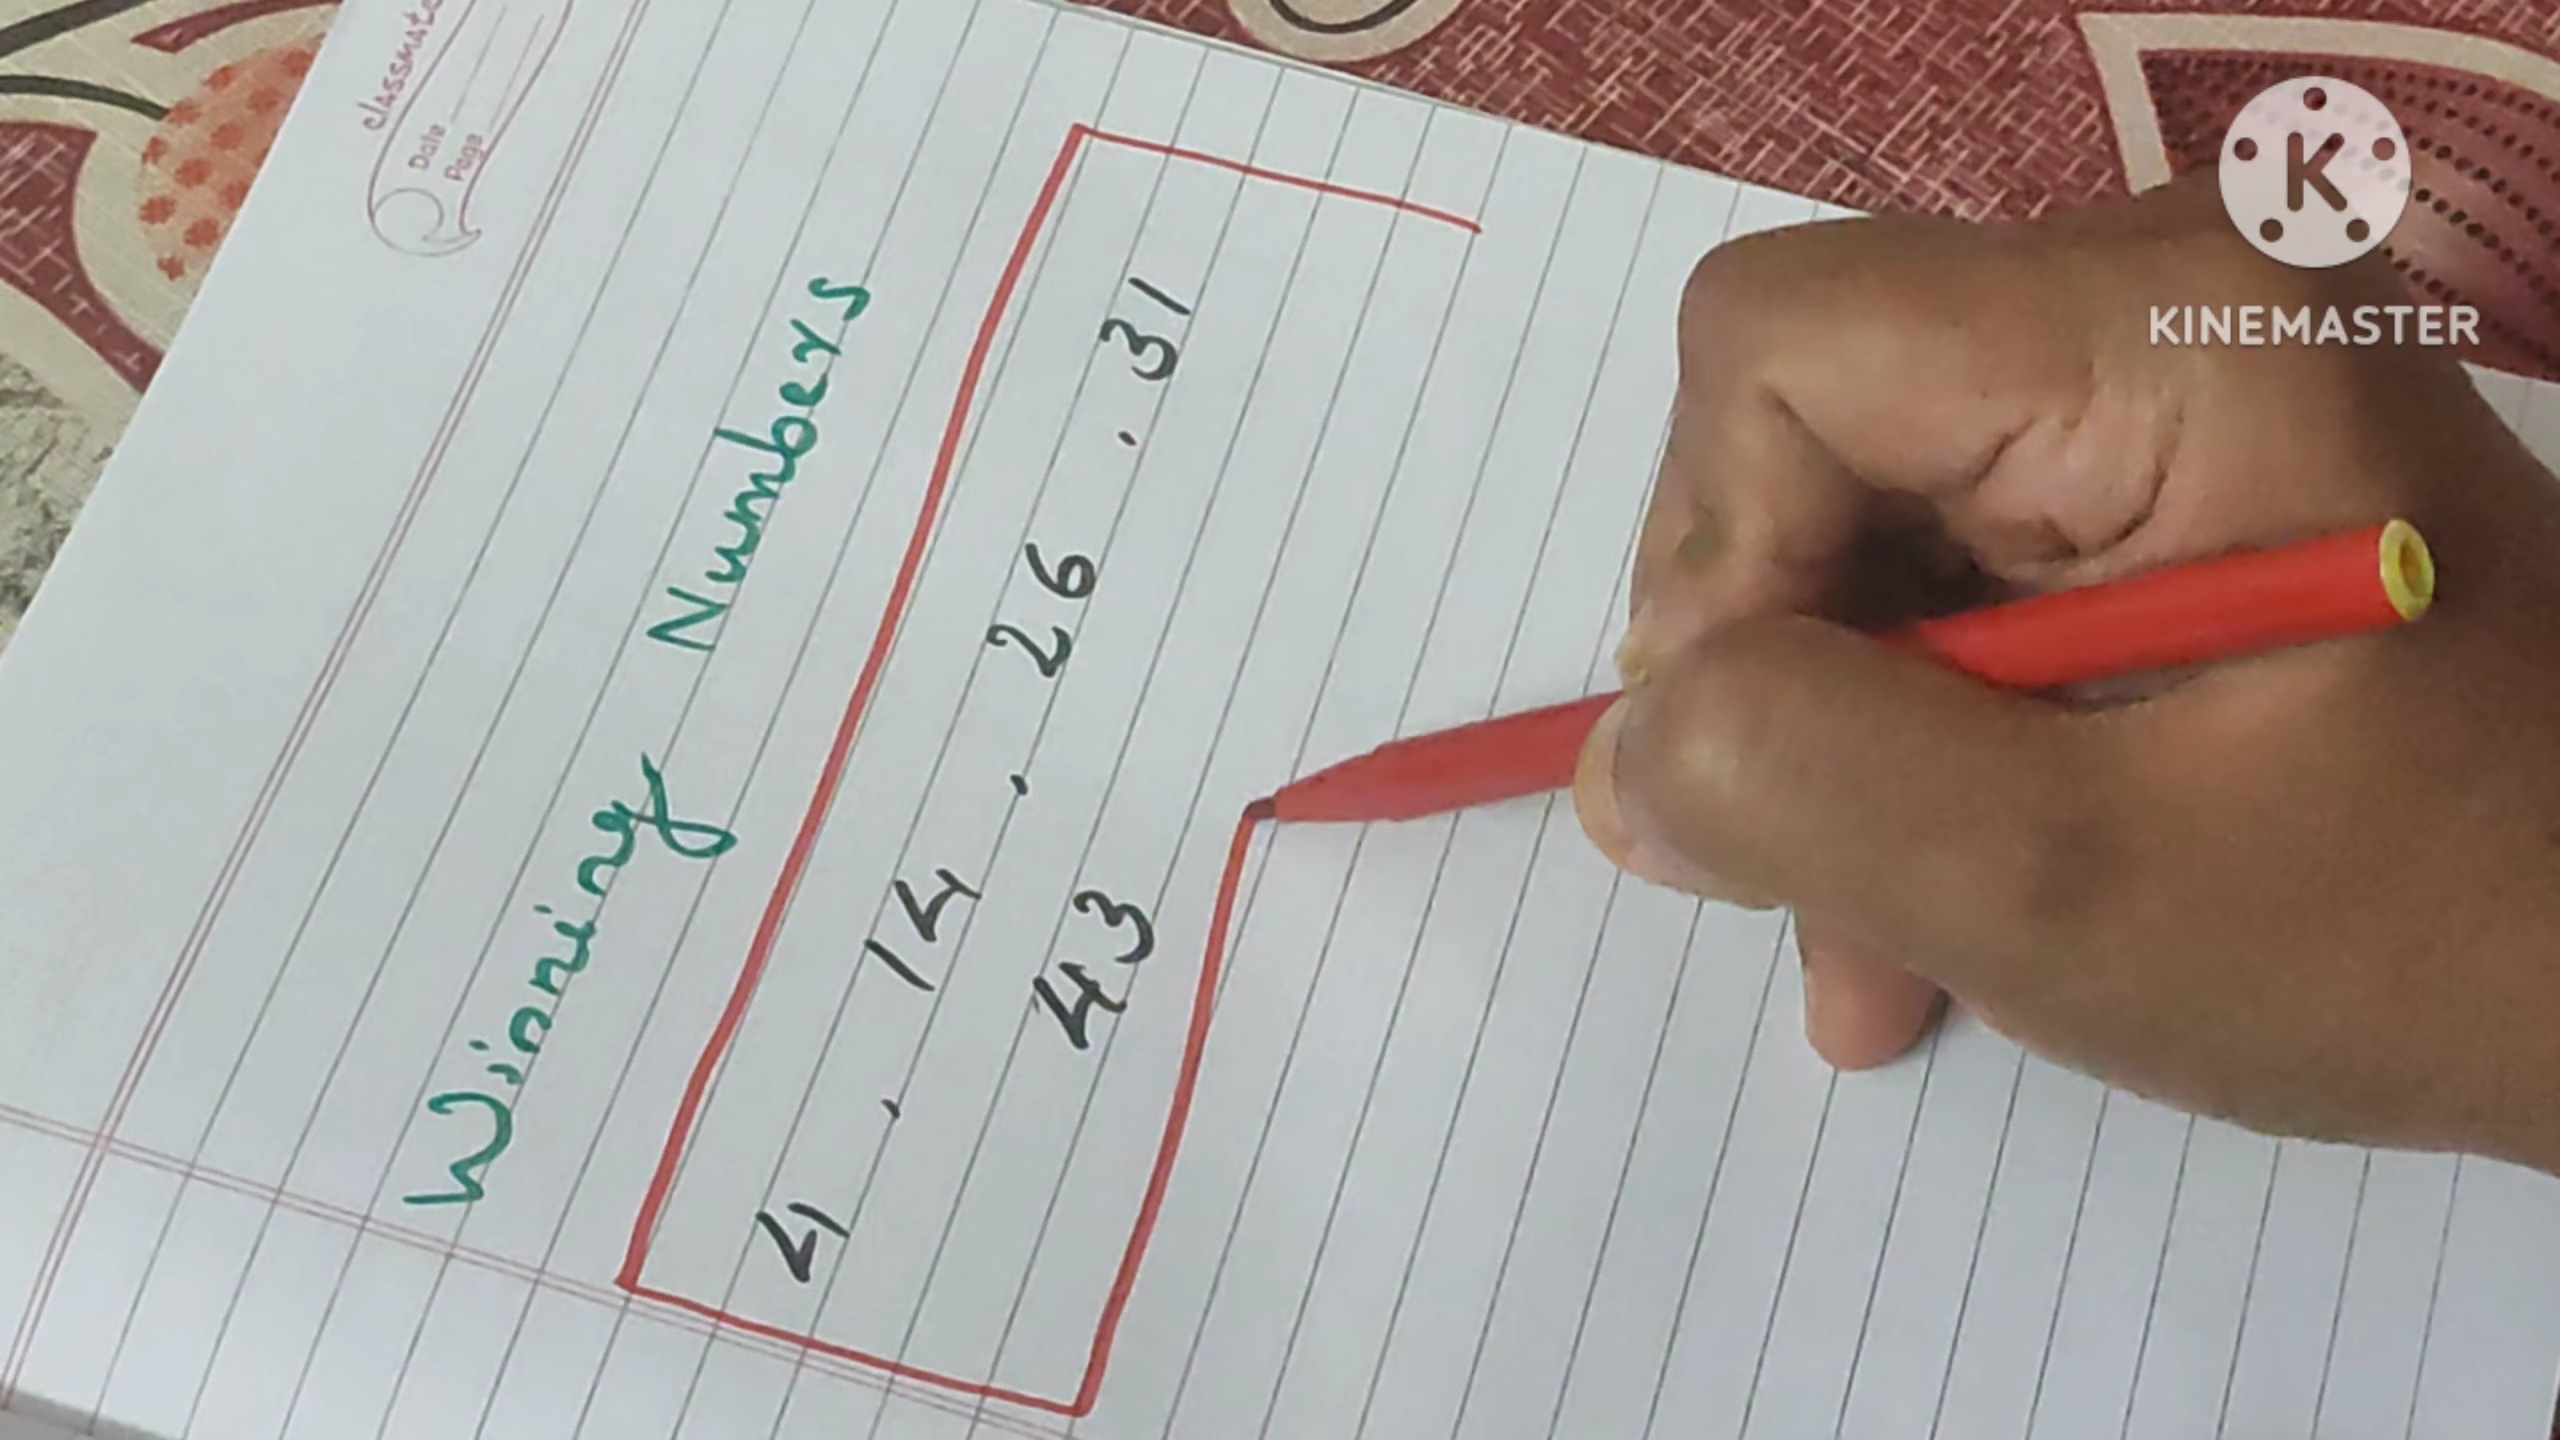 classmate
Date
Page
Winning Numbers
4 . 14 . 26 . 31
43
KINEMASTER